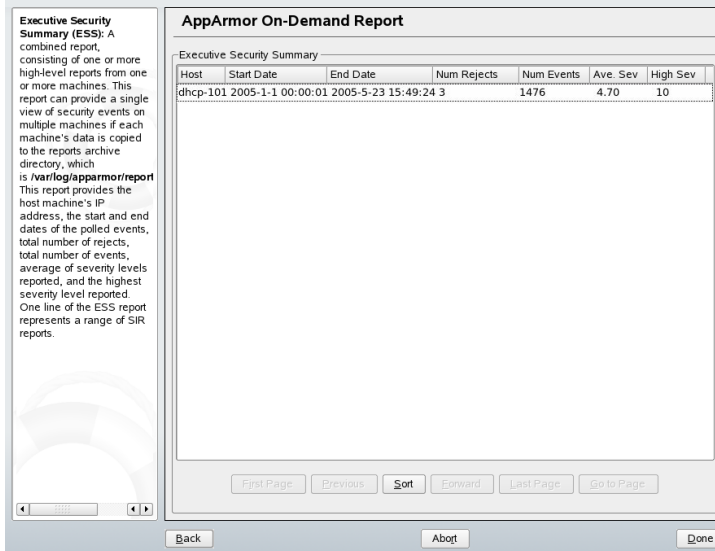 Executive Security
Summary (ESS): A
combined report,
consisting of one or more
high-level reports from one
or more machines. This
report can provide a single
view of security events on
multiple machines if each
machine's data is copied
to the reports archive
directory, which
is /var/log/apparmor/report
This report provides the
host machine's IP
address, the start and end
dates of the polled events,
total number of rejects,
total number of events,
average of severity levels
reported, and the highest
severity level reported.
One line of the ESS report
represents a range of SIR
reports.
AppArmor On-Demand Report
Executive Security Summary
Host Start Date End Date Num Rejects Num Events Ave. Sev High Sev
dhcp-101 2005-1-1 00:00:01 2005-5-23 15:49:24 3 1476 4.70 10
First Page Previous Sort Forward Last Page Go to Page
Back Abort Done